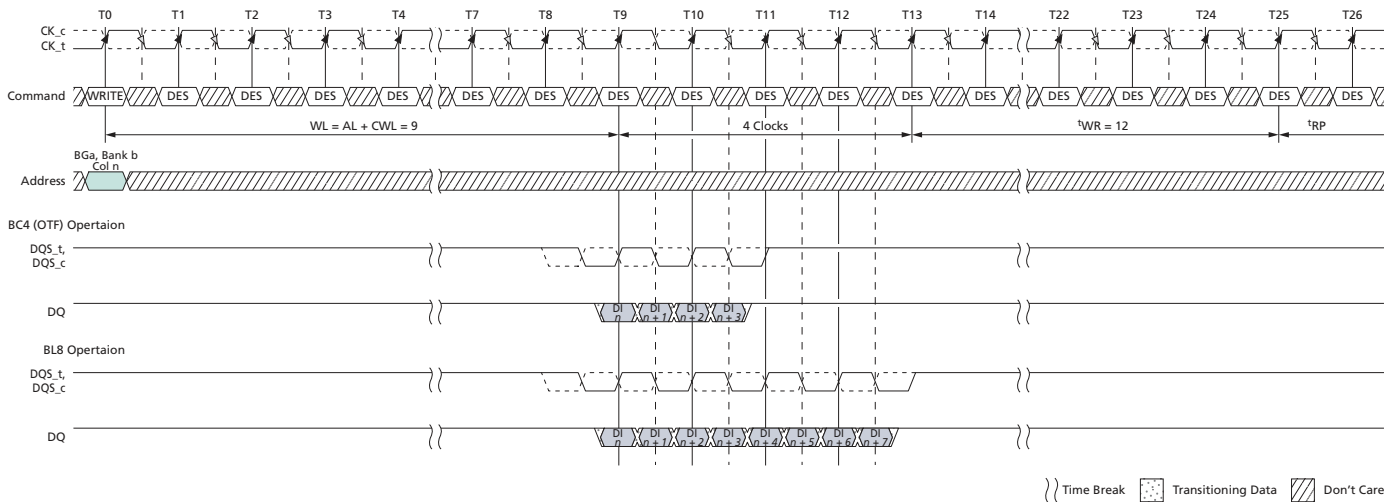 T0 T1 T2 T3 T4 T7 T8 T9 T10 T11 T12 T13 T14 T22 T23 T24 T25 T26
CK_c
CK_t
Command WRITE DES DES DES DES DES DES DES DES DES DES DES DES DES DES DES DES DES
WL = AL + CWL = 9 4 Clocks tWR = 12 tRP
BGa, Bank b
Col n
Address
BC4 (OTF) Opertaion
DQS_t,
DQS_c
DQ DI n DI n + 1 DI n + 2 DI n + 3
BL8 Opertaion
DQS_t,
DQS_c
DQ DI n DI n + 1 DI n + 2 DI n + 3 DI n + 4 DI n + 5 DI n + 6 DI n + 7
Time Break Transitioning Data Don't Care